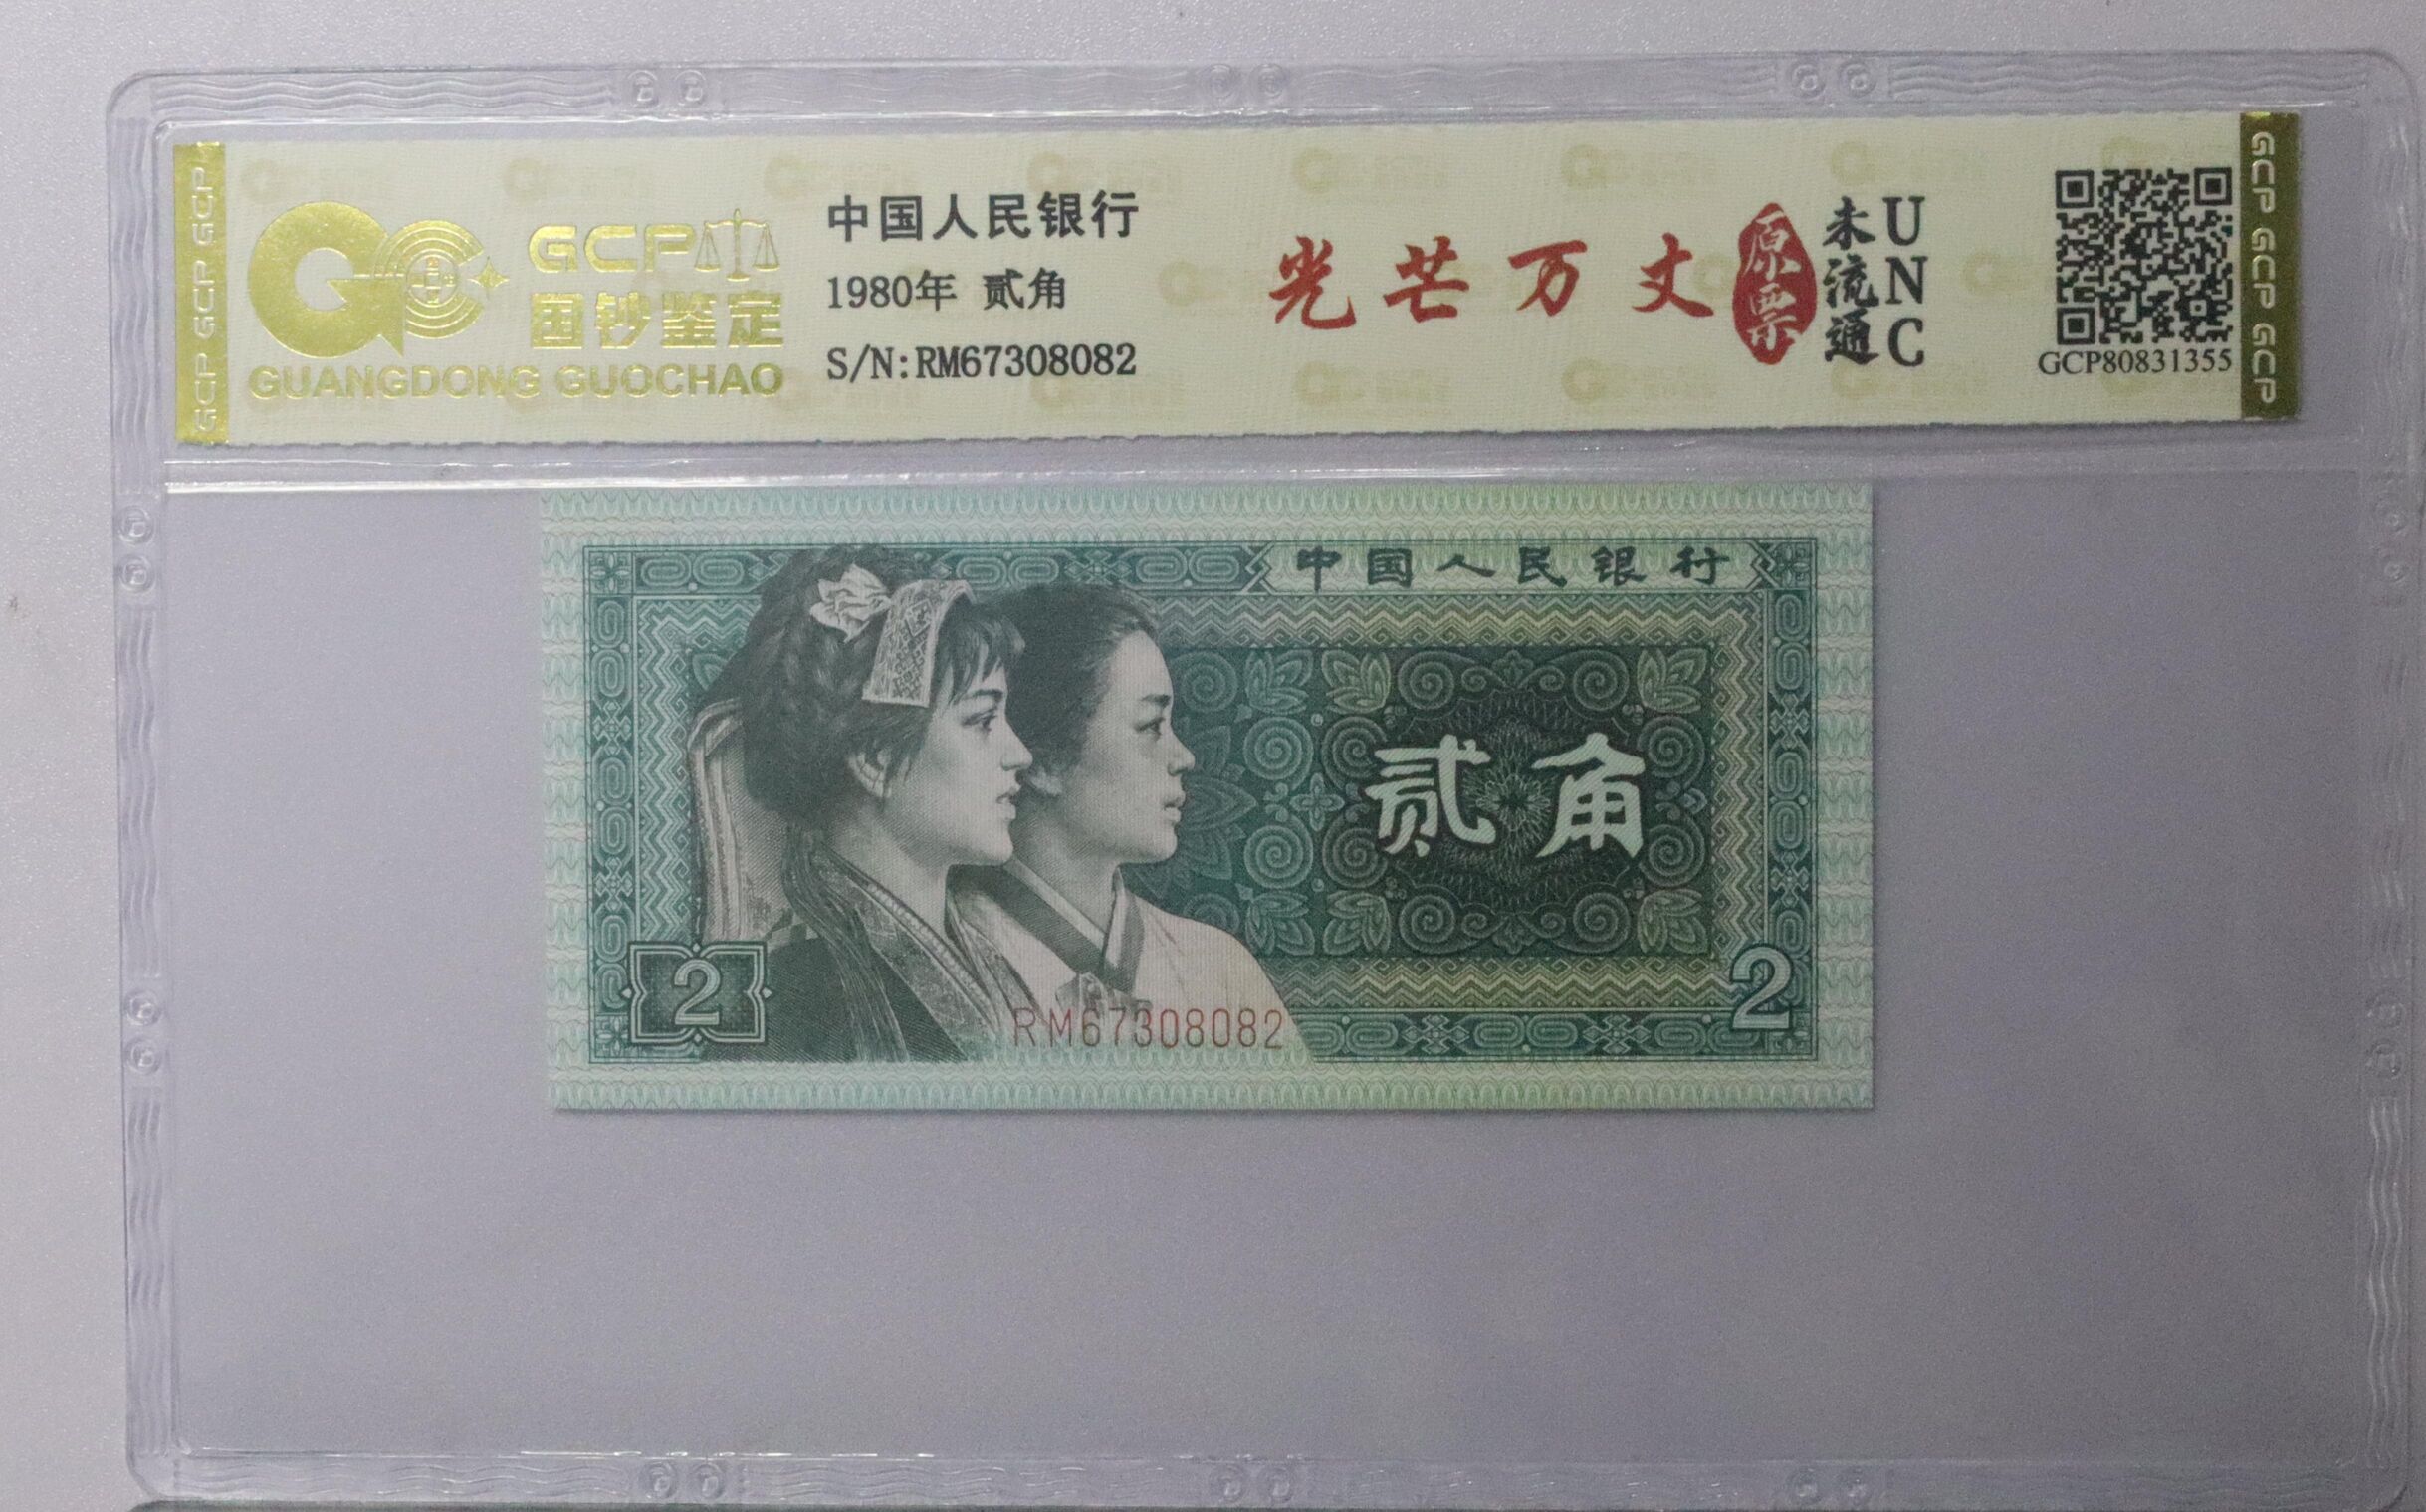 GCP GCP GCP
GCP
国钞鉴定
GUANGDONG GUOCHAO
中国人民银行
1980年 贰角
S/N:RM67308082
光芒万丈
原票
未流通
UNC
GCP80831355
GCP GCP GCP
中国人民银行
贰角
2
2
RM67308082